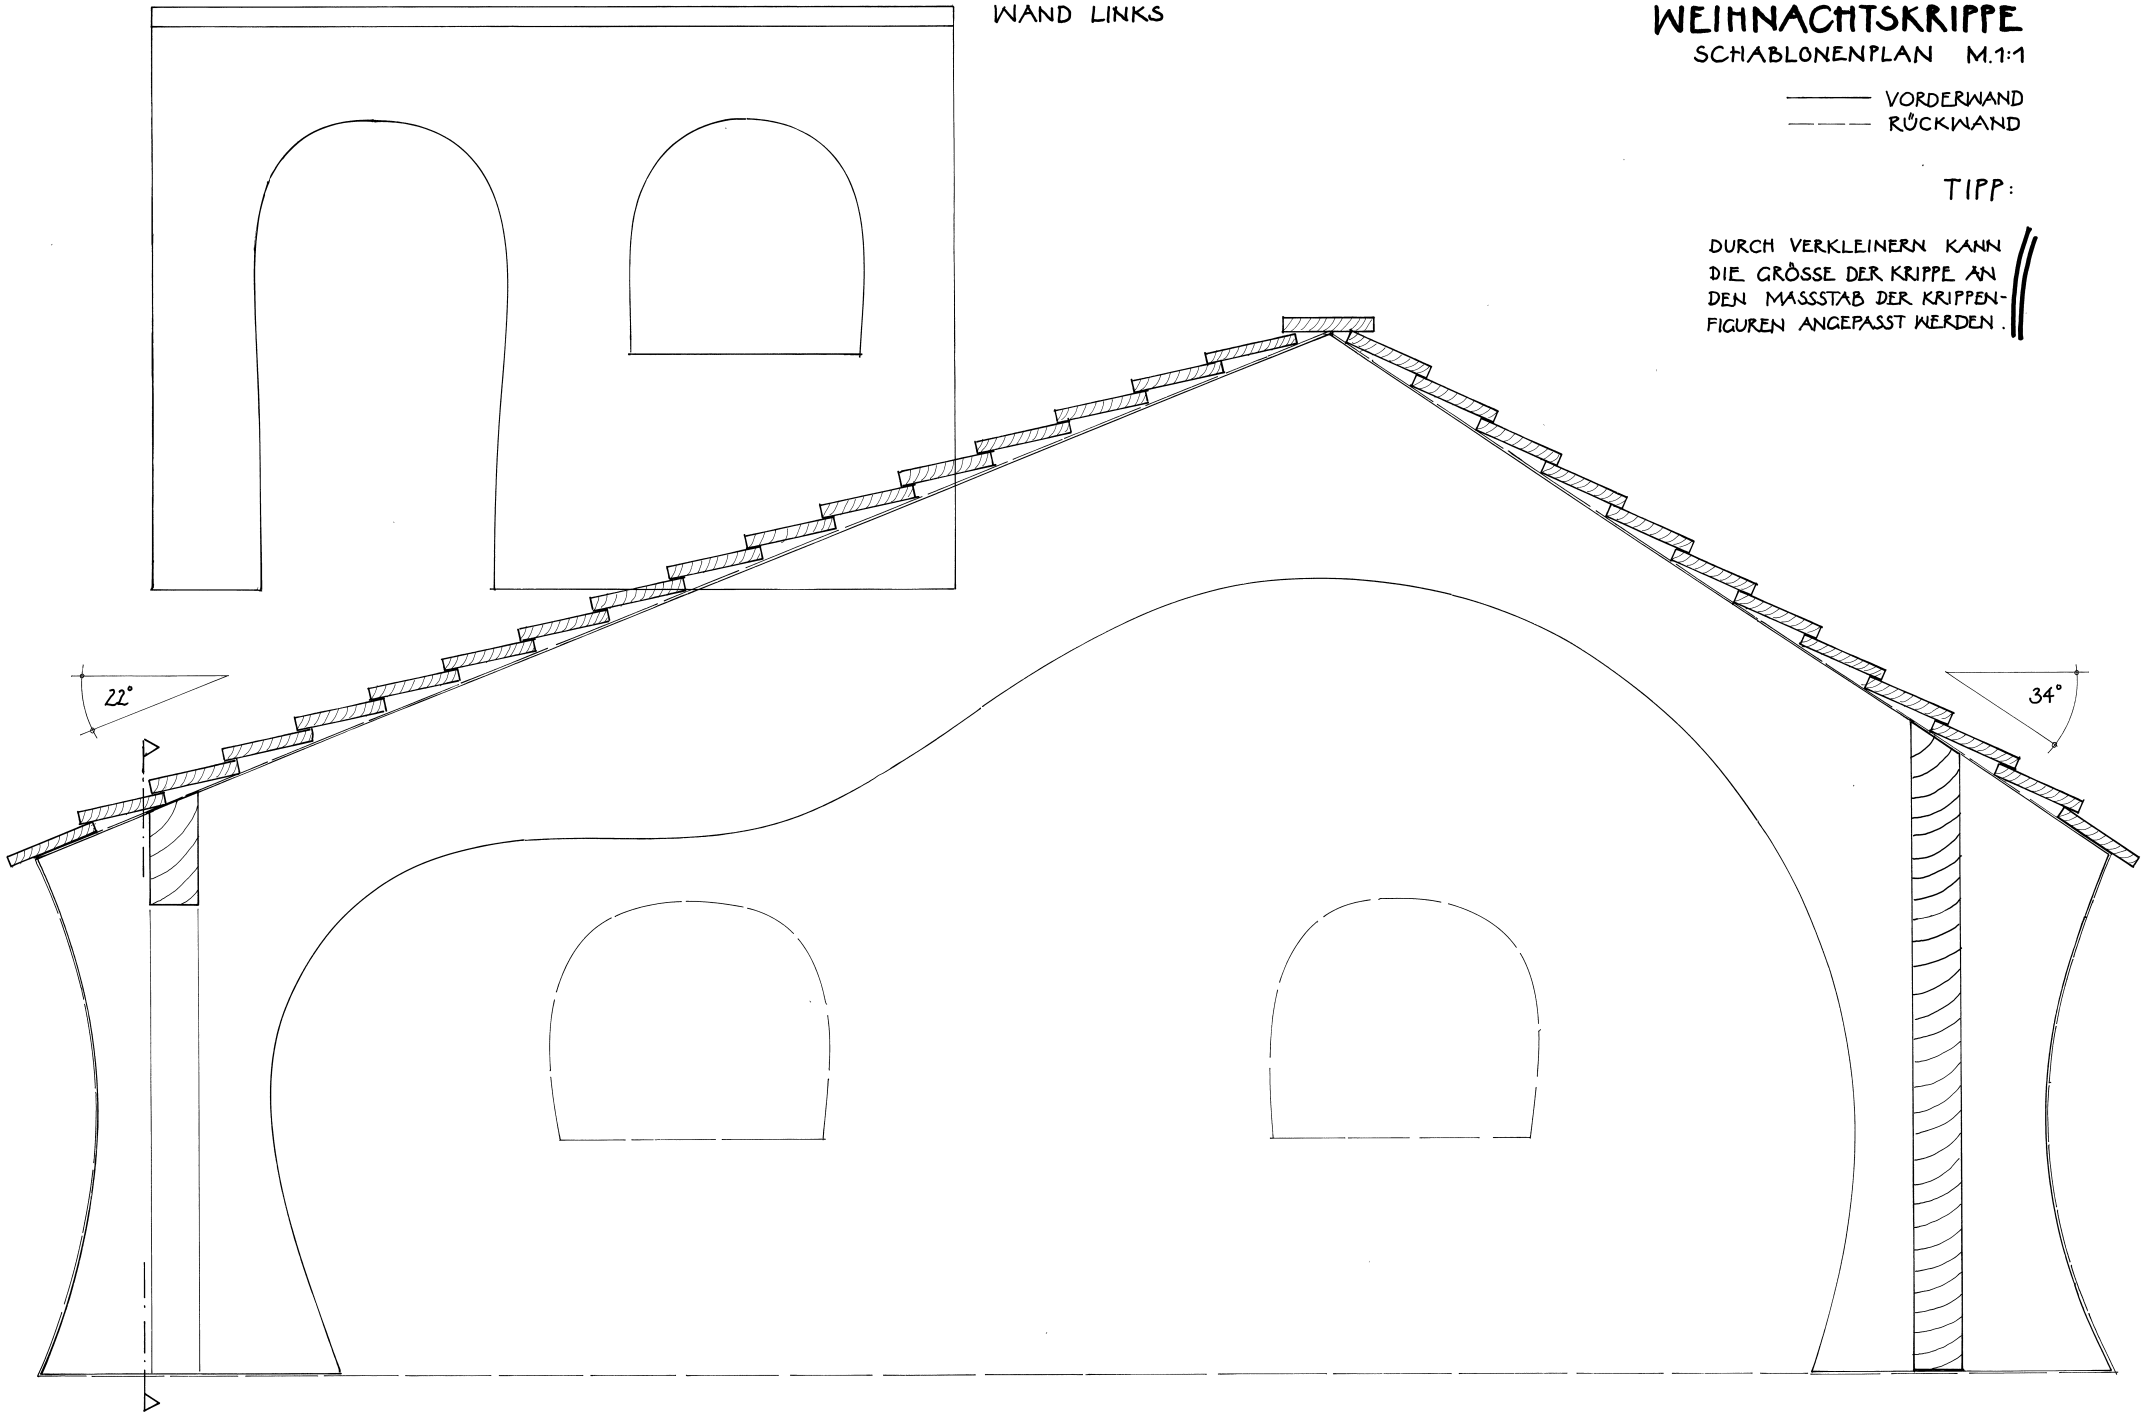 WAND LINKS
WEIHNACHTSKRIPPE
SCHABLONENPLAN M.1:1
VORDERWAND
RÜCKWAND
TIPP:
DURCH VERKLEINERN KANN
DIE GRÖSSE DER KRIPPE AN
DEN MASSSTAB DER KRIPPEN-
FIGUREN ANGEPASST WERDEN.
22°
34°